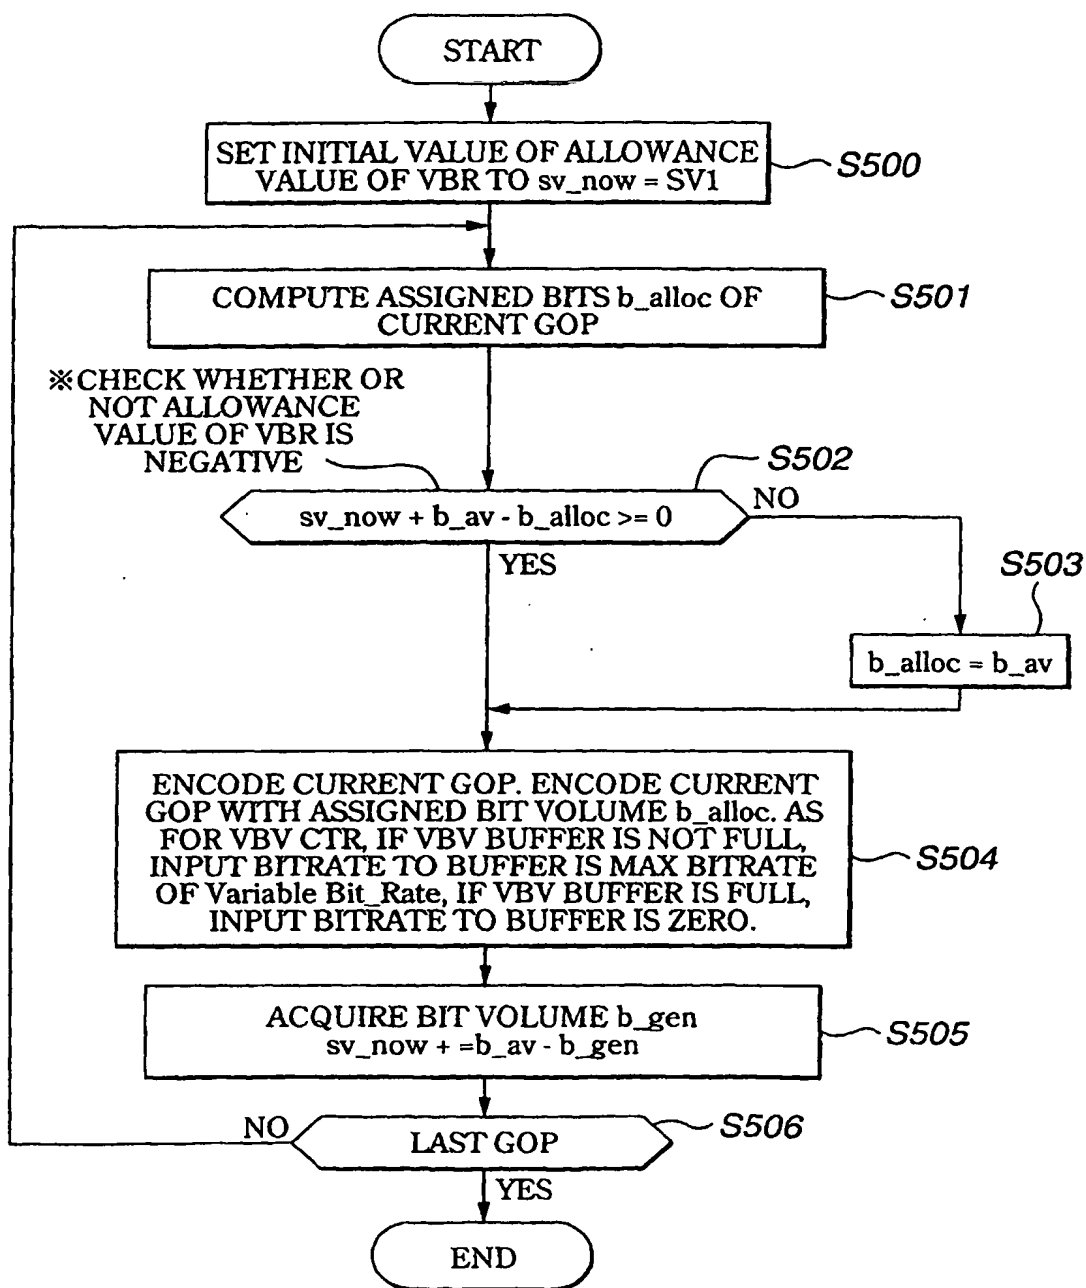 START
SET INITIAL VALUE OF ALLOWANCE
VALUE OF VBR TO sv_now = SV1
S500
COMPUTE ASSIGNED BITS b_alloc OF
CURRENT GOP
S501
※CHECK WHETHER OR
NOT ALLOWANCE
VALUE OF VBR IS
NEGATIVE
S502
sv_now + b_av - b_alloc >= 0
NO
YES
S503
b_alloc = b_av
ENCODE CURRENT GOP. ENCODE CURRENT
GOP WITH ASSIGNED BIT VOLUME b_alloc. AS
FOR VBV CTR, IF VBV BUFFER IS NOT FULL,
INPUT BITRATE TO BUFFER IS MAX BITRATE
OF Variable Bit_Rate, IF VBV BUFFER IS FULL,
INPUT BITRATE TO BUFFER IS ZERO.
S504
ACQUIRE BIT VOLUME b_gen
sv_now + =b_av - b_gen
S505
NO
LAST GOP
S506
YES
END